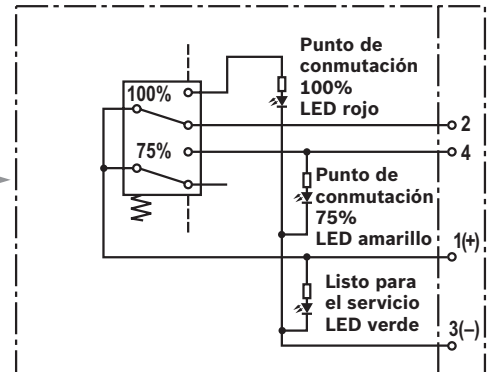 Punto de
conmutación
100%
LED rojo
100%
2
75%
4
Punto de
conmutación
75%
LED amarillo
1(+)
Listo para
el servicio
LED verde
3(–)